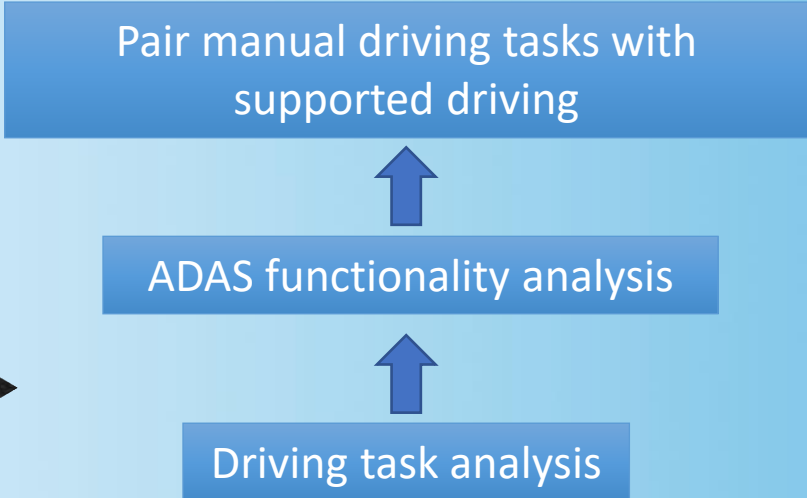 Pair manual driving tasks with
supported driving
ADAS functionality analysis
Driving task analysis